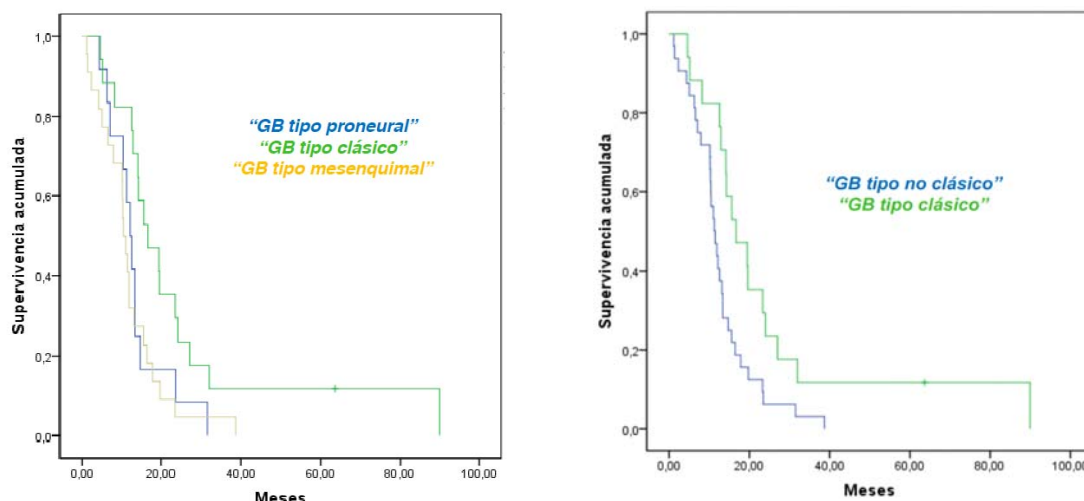 1,0
0,8
0,6
0,4
0,2
0,0
Supervivencia acumulada
“GB tipo proneural”
“GB tipo clásico”
“GB tipo mesenquimal”
0,00 20,00 40,00 60,00 80,00 100,00
Meses
1,0
0,8
0,6
0,4
0,2
0,0
Supervivencia acumulada
“GB tipo no clásico”
“GB tipo clásico”
0,00 20,00 40,00 60,00 80,00 100,00
Meses